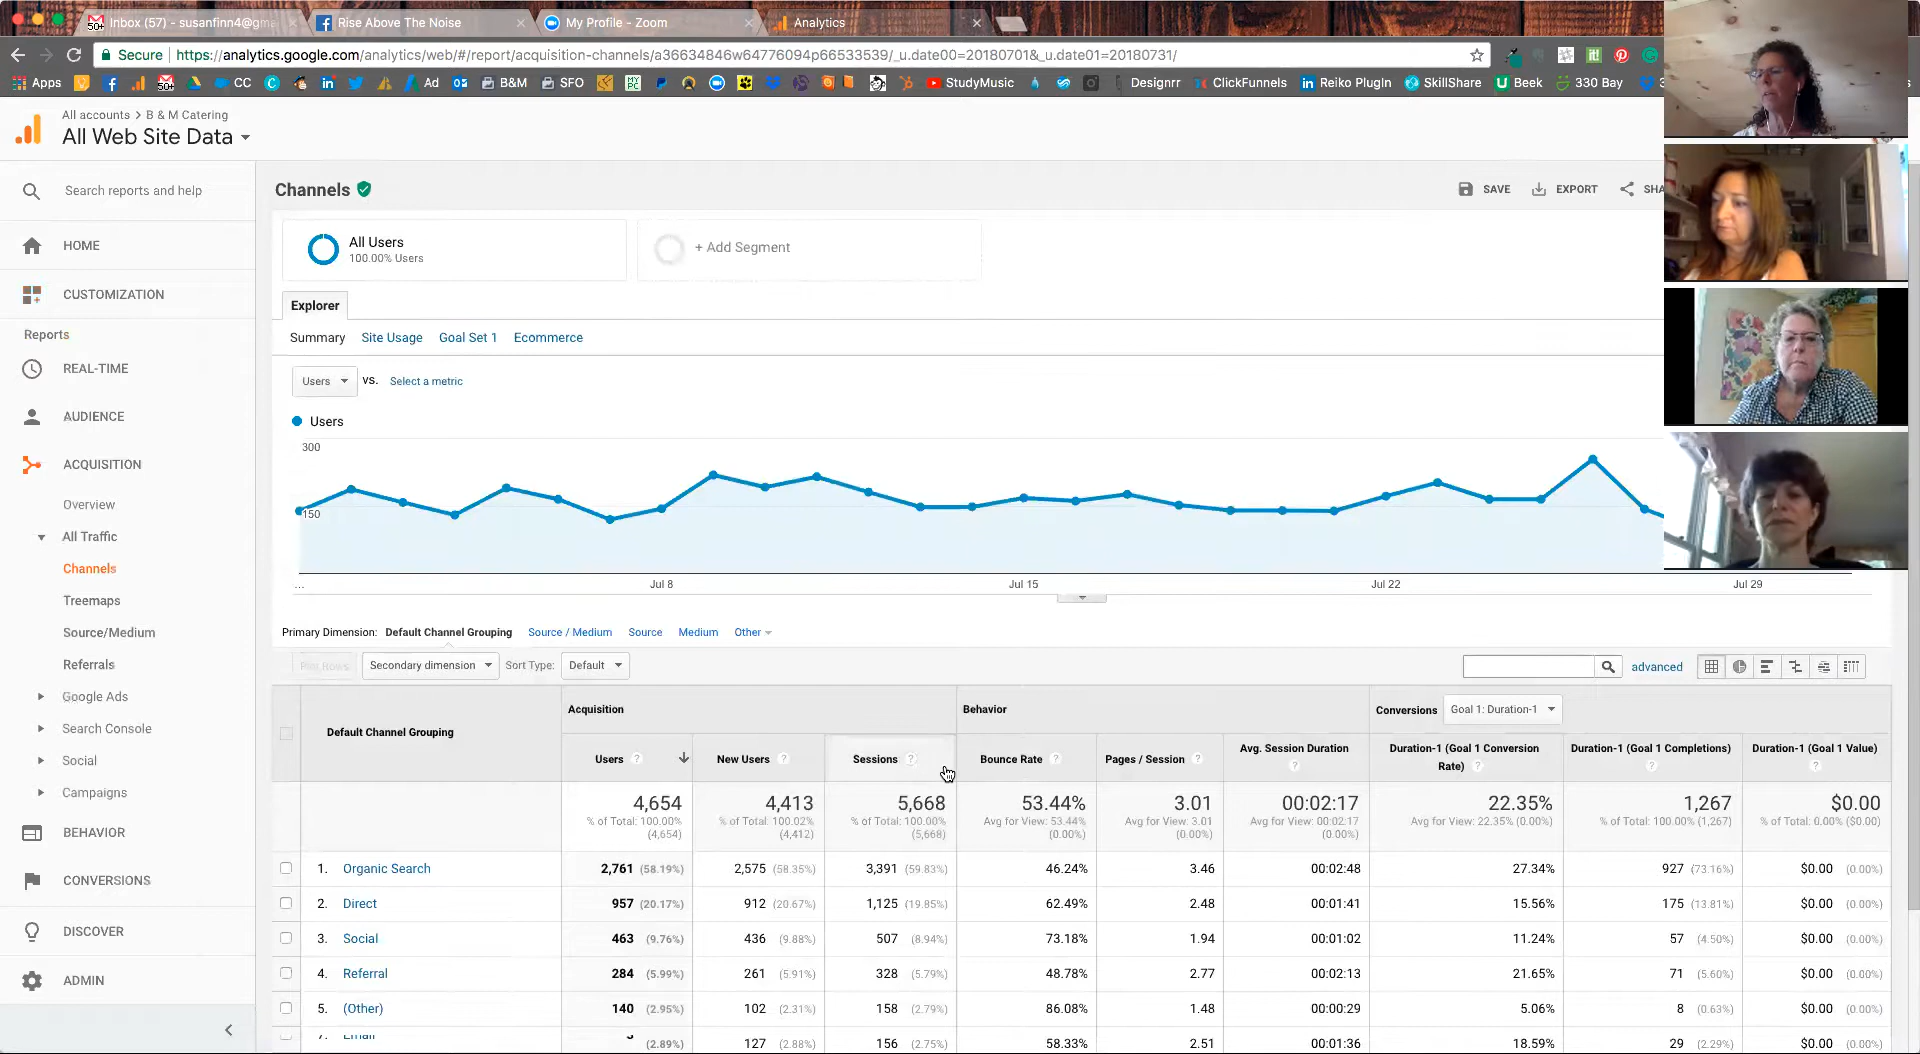 Inbox (57) - susanfinn4@gma
Rise Above The Noise
My Profile - Zoom
Analytics
Secure https://analytics.google.com/analytics/web/#/report/acquisition-channels/a36634846w64776094p66533539/_u.date00=20180701&_u.date01=20180731/
Apps
CC
Ad
B&M
SFO
StudyMusic
Designrr
ClickFunnels
Reiko PlugIn
SkillShare
Beek
330 Bay
All accounts > B & M Catering
All Web Site Data
Search reports and help
HOME
CUSTOMIZATION
Reports
REAL-TIME
AUDIENCE
ACQUISITION
Overview
All Traffic
Channels
Treemaps
Source/Medium
Referrals
Google Ads
Search Console
Social
Campaigns
BEHAVIOR
CONVERSIONS
DISCOVER
ADMIN
Channels
SAVE EXPORT SHA
All Users
100.00% Users
+ Add Segment
Explorer
Summary Site Usage Goal Set 1 Ecommerce
Users vs. Select a metric
Users
300
150
... Jul 8 Jul 15 Jul 22 Jul 29
Primary Dimension: Default Channel Grouping Source / Medium Source Medium Other
Plot Rows Secondary dimension Sort Type: Default advanced
Default Channel Grouping Acquisition Behavior Conversions Goal 1: Duration-1
Users ? New Users ? Sessions ? Bounce Rate ? Pages / Session ? Avg. Session Duration ? Duration-1 (Goal 1 Conversion Rate) ? Duration-1 (Goal 1 Completions) ? Duration-1 (Goal 1 Value) ?
4,654 4,413 5,668 53.44% 3.01 00:02:17 22.35% 1,267 $0.00
% of Total: 100.00% % of Total: 100.02% % of Total: 100.00% Avg for View: 53.44% Avg for View: 3.01 Avg for View: 00:02:17 Avg for View: 22.35% (0.00%) % of Total: 100.00% (1,267) % of Total: 0.00% ($0.00)
(4,654) (4,412) (5,668) (0.00%) (0.00%) (0.00%)
1. Organic Search 2,761 (58.19%) 2,575 (58.35%) 3,391 (59.83%) 46.24% 3.46 00:02:48 27.34% 927 (73.16%) $0.00 (0.00%)
2. Direct 957 (20.17%) 912 (20.67%) 1,125 (19.85%) 62.49% 2.48 00:01:41 15.56% 175 (13.81%) $0.00 (0.00%)
3. Social 463 (9.76%) 436 (9.88%) 507 (8.94%) 73.18% 1.94 00:01:02 11.24% 57 (4.50%) $0.00 (0.00%)
4. Referral 284 (5.99%) 261 (5.91%) 328 (5.79%) 48.78% 2.77 00:02:13 21.65% 71 (5.60%) $0.00 (0.00%)
5. (Other) 140 (2.95%) 102 (2.31%) 158 (2.79%) 86.08% 1.48 00:00:29 5.06% 8 (0.63%) $0.00 (0.00%)
Email (2.89%) 127 (2.88%) 156 (2.75%) 58.33% 2.51 00:01:36 18.59% 29 (2.29%) $0.00 (0.00%)